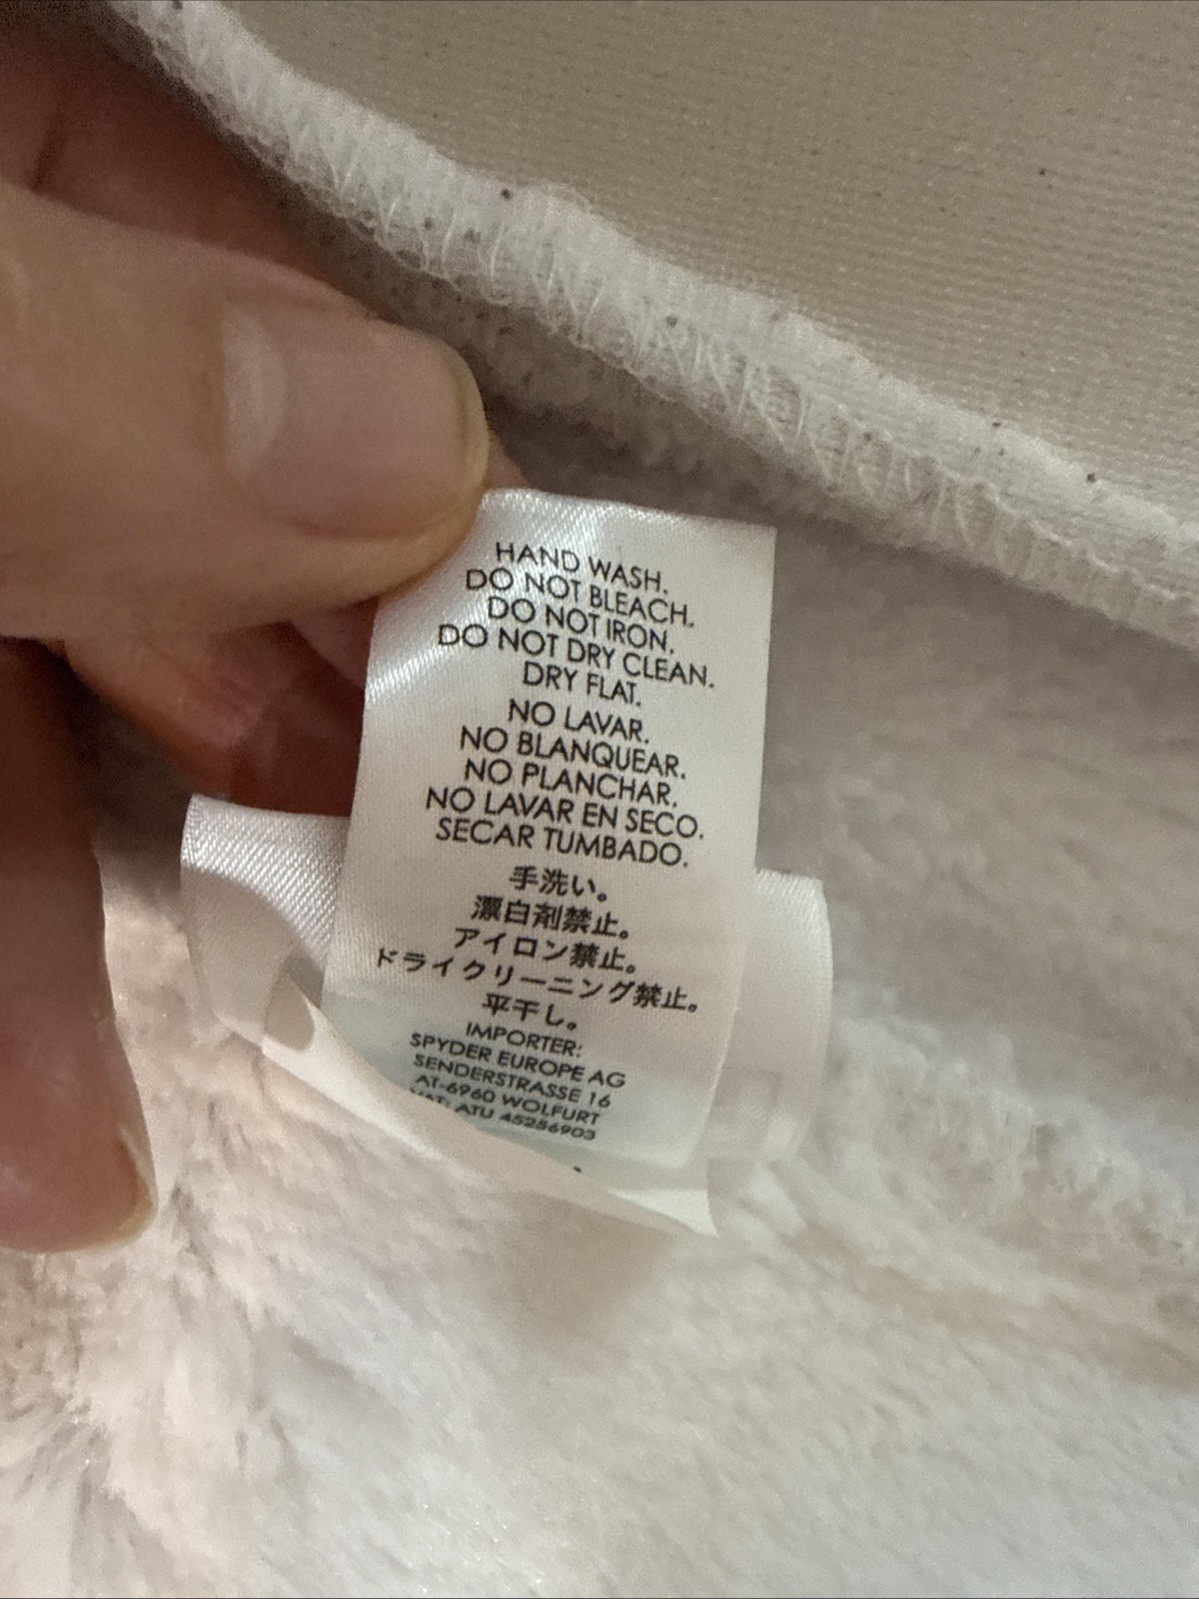 HAND WASH.
DO NOT BLEACH.
DO NOT IRON.
DO NOT DRY CLEAN.
DRY FLAT.
NO LAVAR.
NO BLANQUEAR.
NO PLANCHAR.
NO LAVAR EN SECO.
SECAR TUMBADO.
手洗い。
漂白剤禁止。
アイロン禁止。
ドライクリーニング禁止。
平干し。
IMPORTER:
SPYDER EUROPE AG
SENDERSTRASSE 16
AT-6960 WOLFURT
VAT: ATU 45256903